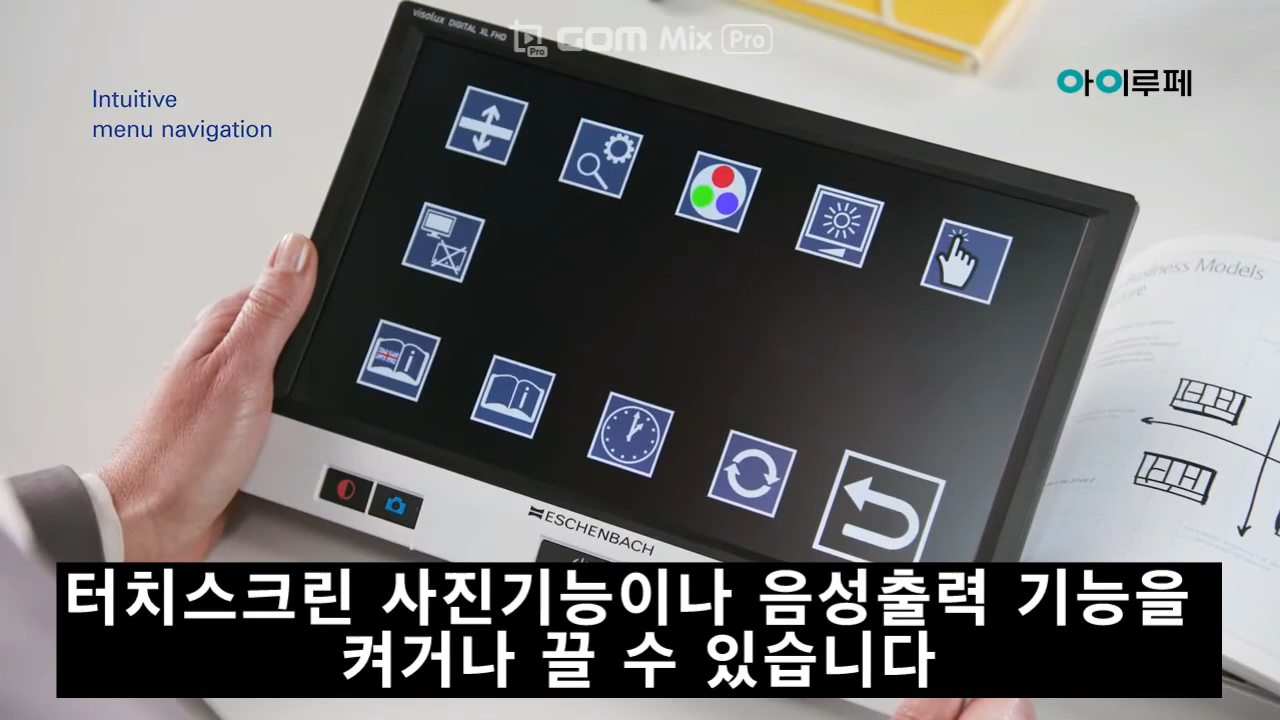 visolux DIGITAL XL FHD
Pro GOM Mix Pro
아이루페
Intuitive
menu navigation
Business Models
ESCHENBACH
터치스크린 사진기능이나 음성출력 기능을
켜거나 끌 수 있습니다